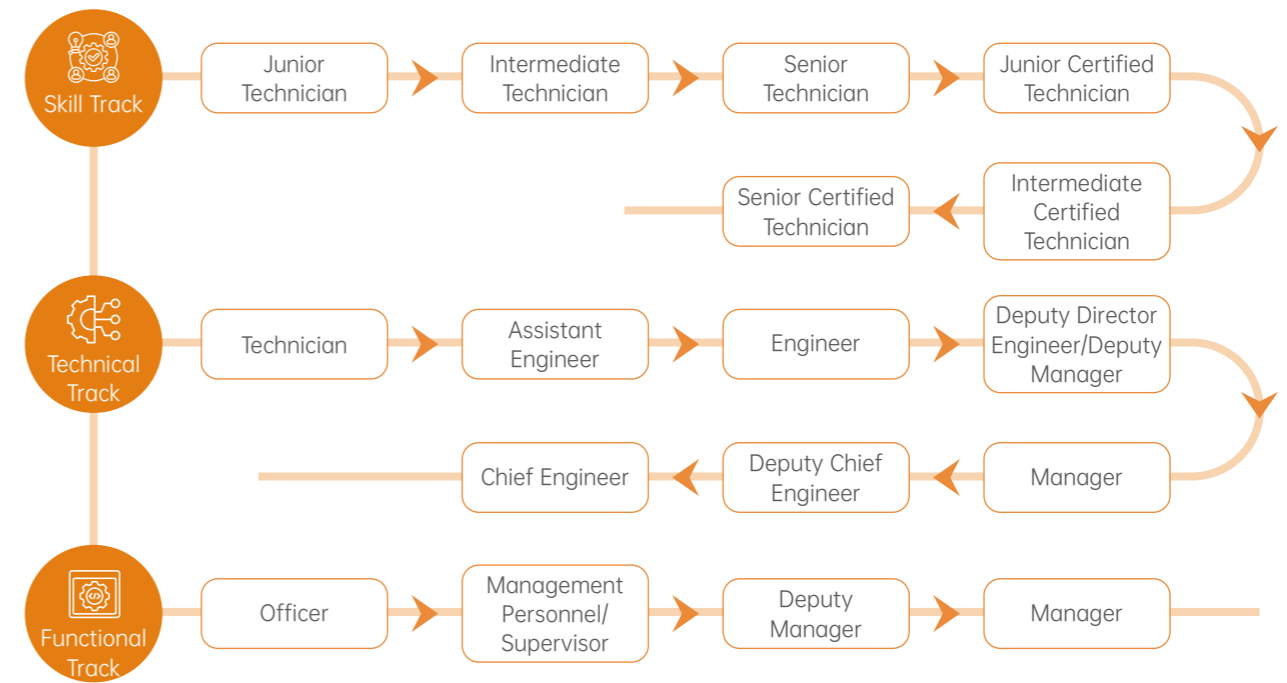 Skill Track
Junior
Technician
Intermediate
Technician
Senior
Technician
Junior Certified
Technician
Intermediate
Certified
Technician
Senior Certified
Technician
Technical
Track
Technician
Assistant
Engineer
Engineer
Deputy Director
Engineer/Deputy
Manager
Manager
Deputy Chief
Engineer
Chief Engineer
Functional
Track
Officer
Management
Personnel/
Supervisor
Deputy
Manager
Manager